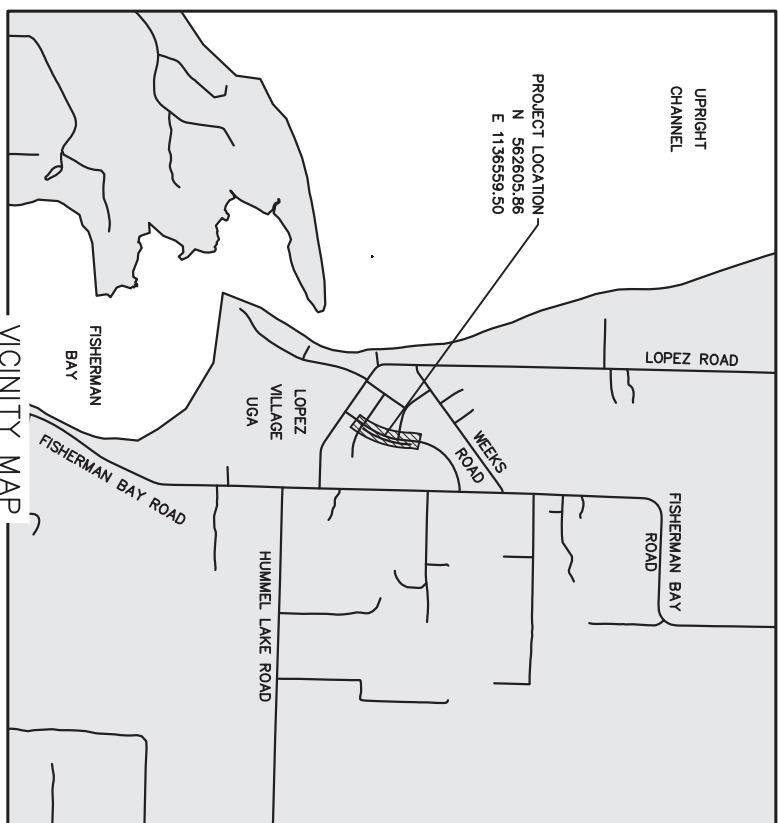 UPRIGHT
CHANNEL
PROJECT LOCATION
N 562605.86
E 1136559.50
LOPEZ ROAD
WEEKS
ROAD
FISHERMAN BAY
ROAD
LOPEZ
VILLAGE
UGA
FISHERMAN
BAY
FISHERMAN BAY ROAD
HUMMEL LAKE ROAD
VICINITY MAP